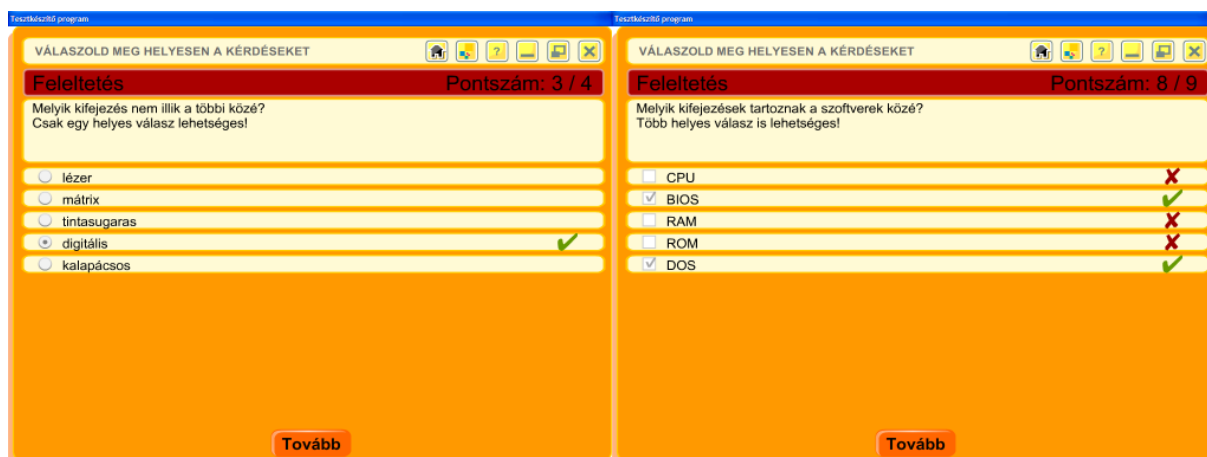 Tesztkészítő program
VÁLASZOLD MEG HELYESEN A KÉRDÉSEKET
?
Feleltetés Pontszám: 3 / 4
Melyik kifejezés nem illik a többi közé?
Csak egy helyes válasz lehetséges!
lézer
mátrix
tintasugaras
digitális
kalapácsos
Tovább
Tesztkészítő program
VÁLASZOLD MEG HELYESEN A KÉRDÉSEKET
?
Feleltetés Pontszám: 8 / 9
Melyik kifejezések tartoznak a szoftverek közé?
Több helyes válasz is lehetséges!
CPU
BIOS
RAM
ROM
DOS
Tovább